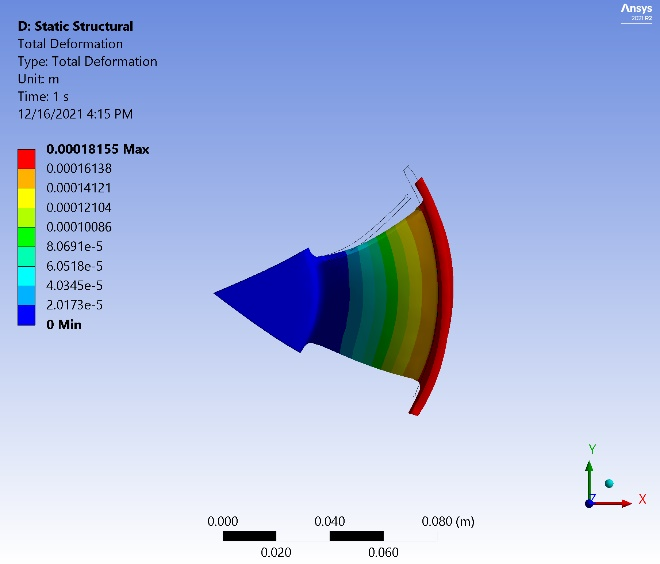 Ansys
2021 R2
D: Static Structural
Total Deformation
Type: Total Deformation
Unit: m
Time: 1 s
12/16/2021 4:15 PM
0.00018155 Max
0.00016138
0.00014121
0.00012104
0.00010086
8.0691e-5
6.0518e-5
4.0345e-5
2.0173e-5
0 Min
Y
Z
X
0.000 0.040 0.080 (m)
0.020 0.060